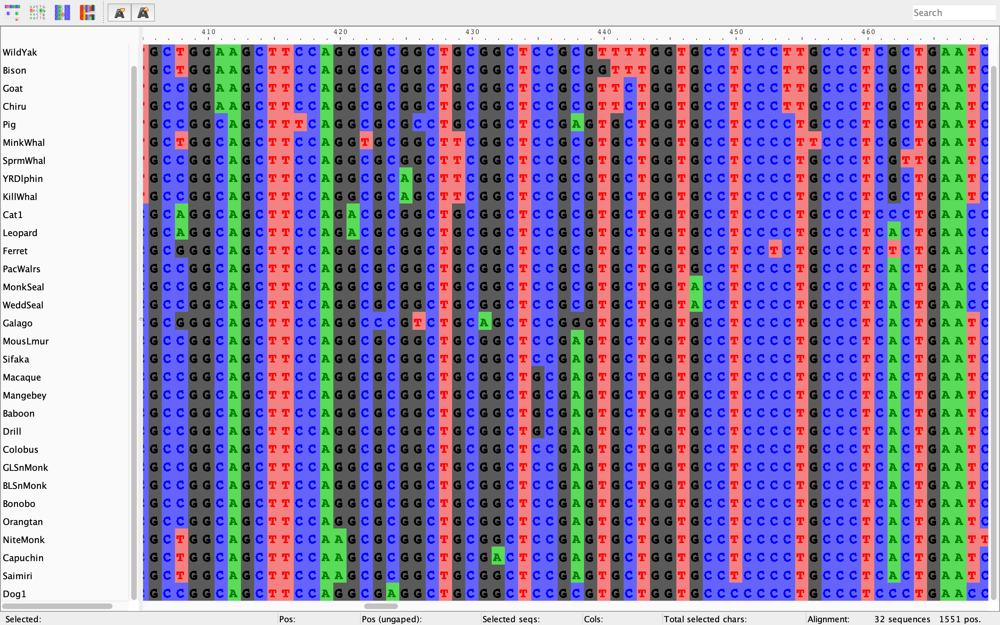 Search
410 420 430 440 450 460
WildYak GCTGGAAGCTTCCAGGCGCGGCTGCGGCTCCGCGTTTTGGTGCCTCCCTTGCCCTCGCTGAATC
Bison GCTGGAAGCTTCCAGGCGCGGCTGCGGCTCCGCGGTTTGGTGCCTCCCTTGCCCTCGCTGAATC
Goat GCCGGAAGCTTCCAGGCGCGGCTGCGGCTCCGCGTTCTGGTGCCTCCCTTGCCCTCGCTGAATC
Chiru GCCGGAAGCTTCCAGGCGCGGCTGCGGCTCCGCGTTCTGGTGCCTCCCTTGCCCTCGCTGAATC
Pig GCCGGCAGCTTTCAGGCGCGCCTGCGGCTCCGAGTGCTGGTGCCTCCCCTGCCCTCGCTGAATC
MinkWhal GCTGGCAGCTTCCAGGTGCGGCTTCGGCTCCGCGTGCTGGTGCCTCCCCTTCCCTCGCTGAATC
SprmWhal GCCGGCAGCTTCCAGGCGCGGCTTCGGCTCCGCGTGCTGGTGCCTCCCCTGCCCTCGTTGAATC
YRDlphin GCCGGCAGCTTCCAGGCGCAGCTTCGGCTCCGCGTGCTGGTGCCTCCCCTGCCCTCGCTGAATC
KillWhal GCCGGCAGCTTCCAGGCGCAGCTTCGGCTCCGCGTGCTGGTGCCTCCCCTGCCCTCGCTGAATC
Cat1 GCAGGCAGCTTCCAGACGCGGCTGCGGCTCCGCGTGCTGGTGCCTCCCCTGCCCTCCCTGAACC
Leopard GCAGGCAGCTTCCAGACGCGGCTGCGGCTCCGCGTGCTGGTGCCTCCCCTGCCCTCACTGAACC
Ferret GCGGGCAGCTTCCAGGCGCGGCTGCGGCTCCGCGTGCTGGTGCCTCCTCTGCCCTCTCTGAACC
PacWalrs GCCGGCAGCTTCCAGGCGCGGCTGCGGCTCCGCGTGCTGGTGCCTCCCCTGCCCTCACTGAACC
MonkSeal GCCGGCAGCTTCCAGGCGCGGCTGCGGCTCCGCGTGCTGGTACCTCCCCTGCCCTCACTGAACC
WeddSeal GCCGGCAGCTTCCAGGCGCGGCTGCGGCTCCGCGTGCTGGTACCTCCCCTGCCCTCACTGAACC
Galago GCGGGCAGCTTCCAGGCCCGTCTGCAGCTCCGGGTGCTGGTGCCTCCCCTGCCCTCACTGAATC
MousLmur GCCGGCAGCTTCCAGGCGCGGCTGCGGCTCCGAGTGCTGGTGCCTCCCCTGCCCTCACTGAATC
Sifaka GCCGGCAGCTTCCAGGCGCGGCTGCGGCTCCGAGTGCTGGTGCCTCCCCTGCCCTCACTGAATC
Macaque GCCGGCAGCTTCCAGGCGCGGCTGCGGCTGCGAGTGCTGGTGCCTCCCCTGCCCTCACTGAATC
Mangebey GCCGGCAGCTTCCAGGCGCGGCTGCGGCTGCGAGTGCTGGTGCCTCCCCTGCCCTCACTGAATC
Baboon GCCGGCAGCTTCCAGGCGCGGCTGCGGCTGCGAGTGCTGGTGCCTCCCCTGCCCTCACTGAATC
Drill GCCGGCAGCTTCCAGGCGCGGCTGCGGCTGCGAGTGCTGGTGCCTCCCCTGCCCTCACTGAATC
Colobus GCCGGCAGCTTCCAGGCGCGGCTGCGGCTCCGAGTGCTGGTGCCTCCCCTGCCCTCACTGAATC
GLSnMonk GCCGGCAGCTTCCAGGCGCGGCTGCGGCTCCGAGTGCTGGTGCCTCCCCTGCCCTCACTGAATC
BLSnMonk GCCGGCAGCTTCCAGGCGCGGCTGCGGCTCCGAGTGCTGGTGCCTCCCCTGCCCTCACTGAATC
Bonobo GCCGGCAGCTTCCAGGCGCGGCTGCGGCTCCGAGTGCTGGTGCCTCCCCTGCCCTCACTGAATC
Orangtan GCCGGCAGCTTCCAGGCGCGGCTGCGGCTCCGAGTGCTGGTGCCTCCCCTGCCCTCACTGAATC
NiteMonk GCTGGCAGCTTCCAAGCGCGGCTGCGGCTCCGAGTGCTGGTGCCTCCCCTGCCCTCACTGAATT
Capuchin GCTGGCAGCTTCCAAGCGCGGCTGCGACTCCGAGTGCTGGTGCCTCCCCTGCCCTCACTGAATC
Saimiri GCTGGCAGCTTCCAAGCGCGGCTGCGGCTCCGAGTGCTGGTGCCTCCCCTGCCCTCACTGAATC
Dog1 GCCGGCAGCTTCCAGGCGAGGCTGCGGCTCCGCGTGCTGGTGCCCCCCCTGCCCTCCCTGAACC
Selected: Pos: Pos (ungaped): Selected seqs: Cols: Total selected chars: Alignment: 32 sequences 1551 pos.